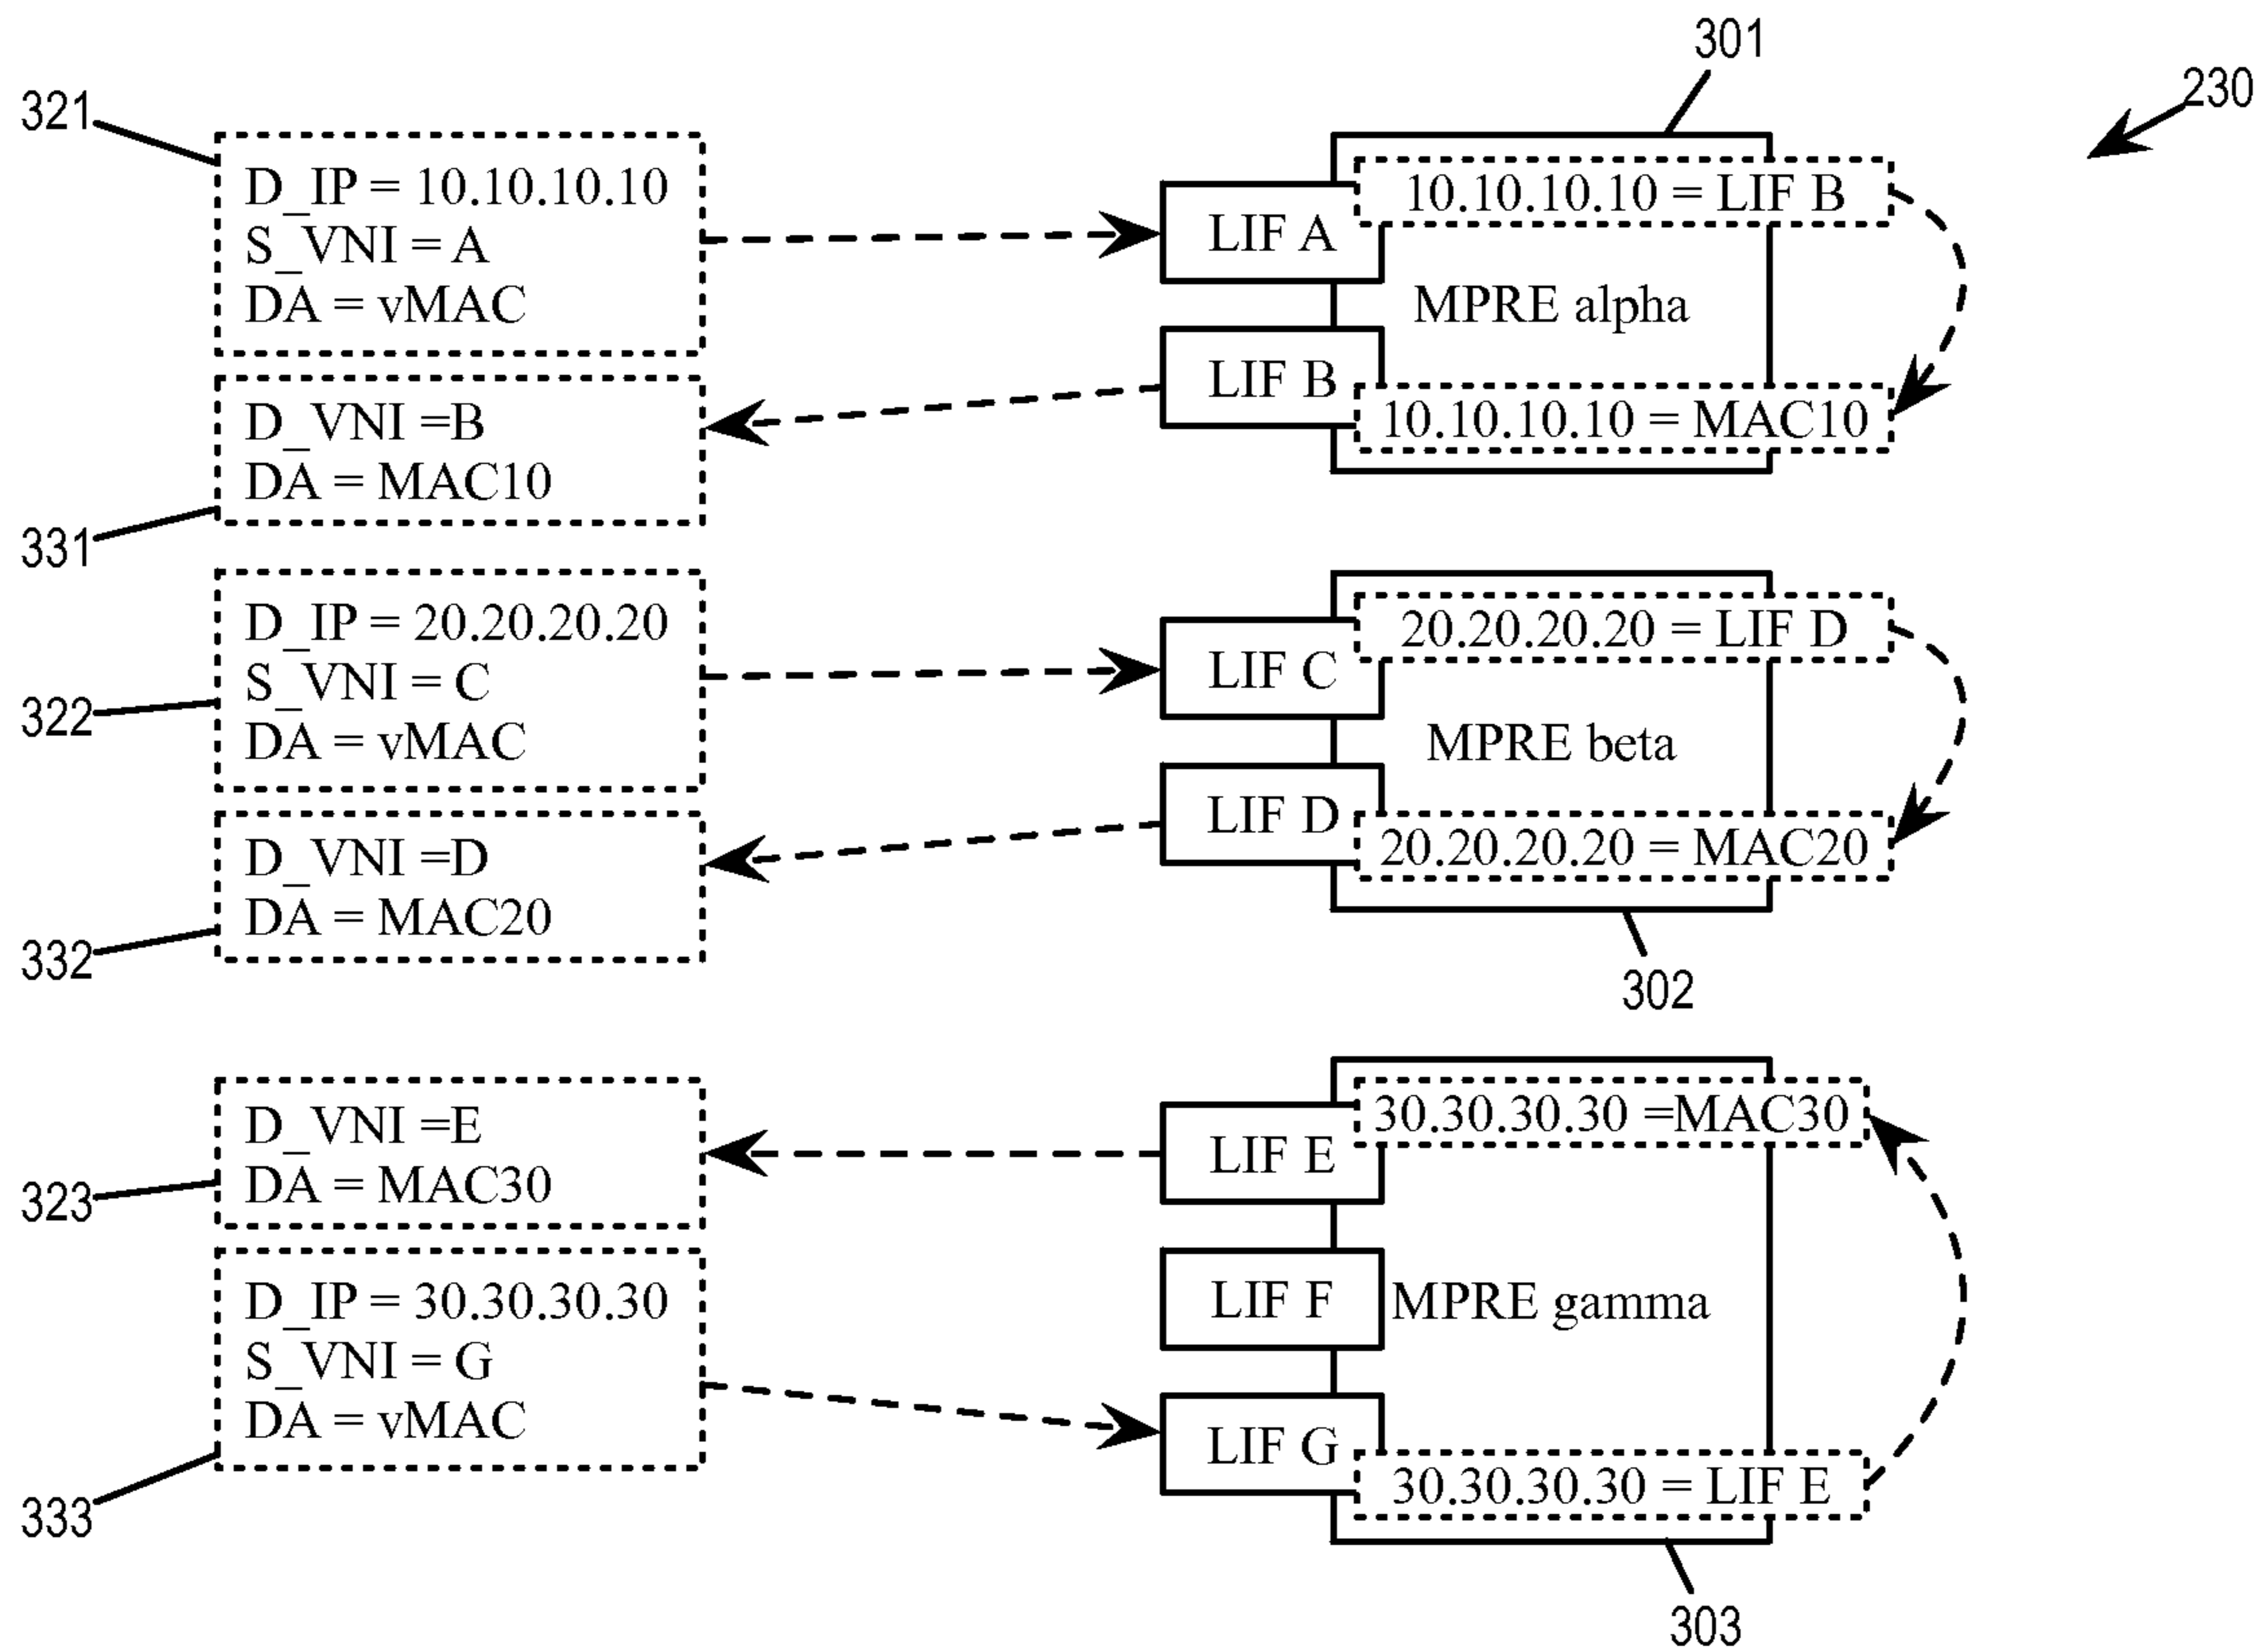 301
230
321
D_IP = 10.10.10.10
S_VNI = A
DA = vMAC
LIF A
10.10.10.10 = LIF B
MPRE alpha
LIF B
10.10.10.10 = MAC10
D_VNI =B
DA = MAC10
331
D_IP = 20.20.20.20
S_VNI = C
DA = vMAC
322
LIF C
20.20.20.20 = LIF D
MPRE beta
LIF D
20.20.20.20 = MAC20
D_VNI =D
DA = MAC20
332
302
D_VNI =E
DA = MAC30
323
LIF E
30.30.30.30 =MAC30
LIF F
MPRE gamma
D_IP = 30.30.30.30
S_VNI = G
DA = vMAC
333
LIF G
30.30.30.30 = LIF E
303